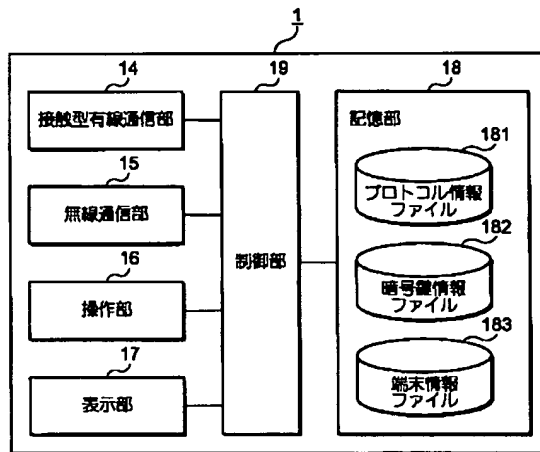 1
14
接触型有線通信部
15
無線通信部
16
操作部
17
表示部
19
制御部
18
記憶部
181
プロトコル情報
ファイル
182
暗号鍵情報
ファイル
183
端末情報
ファイル